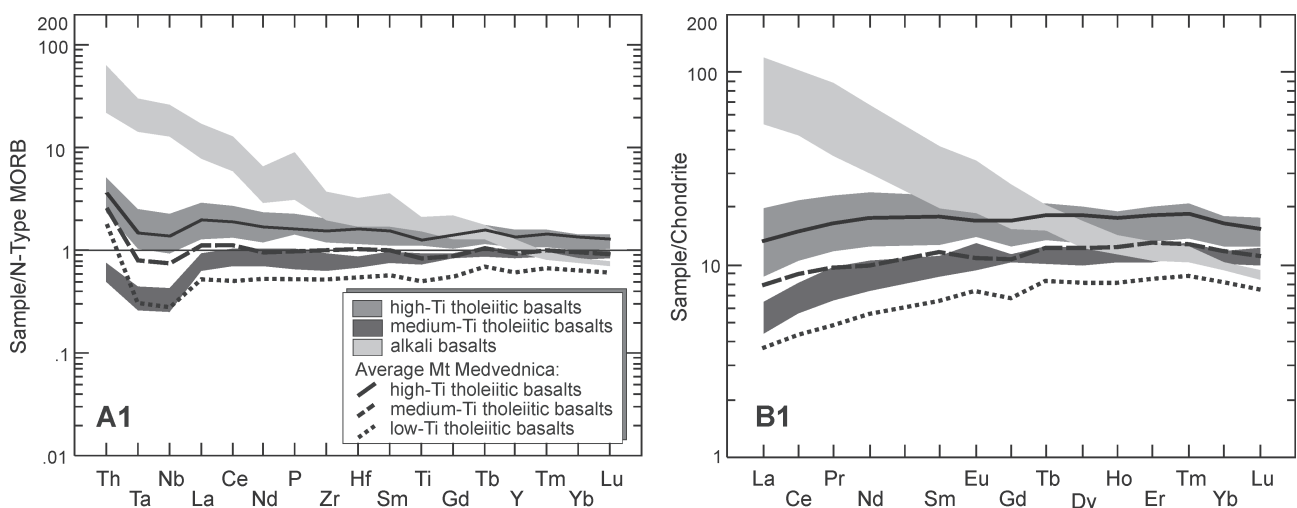 200
100
10
1
.1
.01
Sample/N-Type MORB
high-Ti tholeiitic basalts
medium-Ti tholeiitic basalts
alkali basalts
Average Mt Medvednica:
high-Ti tholeiitic basalts
medium-Ti tholeiitic basalts
low-Ti tholeiitic basalts
A1
Th Nb Ce P Hf Ti Tb Tm Lu
Ta La Nd Zr Sm Gd Y Yb
200
100
10
1
Sample/Chondrite
B1
La Pr Eu Tb Ho Tm Lu
Ce Nd Sm Gd Dy Er Yb